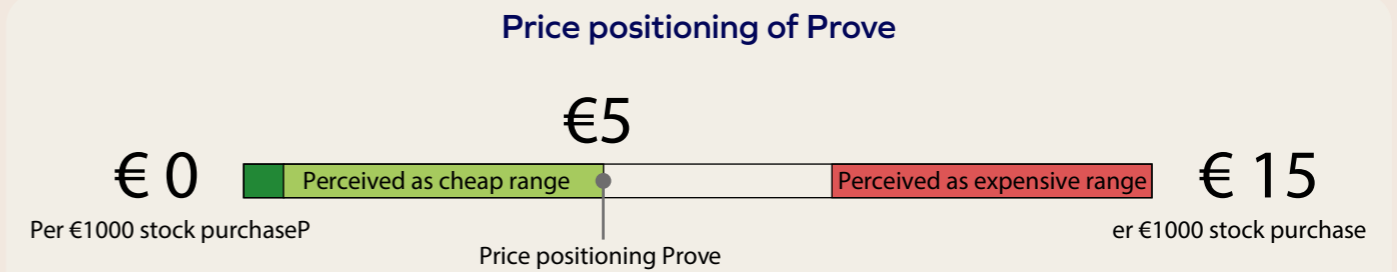 Price positioning of Prove
€5
€ 0
Perceived as cheap range
Perceived as expensive range
€ 15
Per €1000 stock purchaseP
er €1000 stock purchase
Price positioning Prove